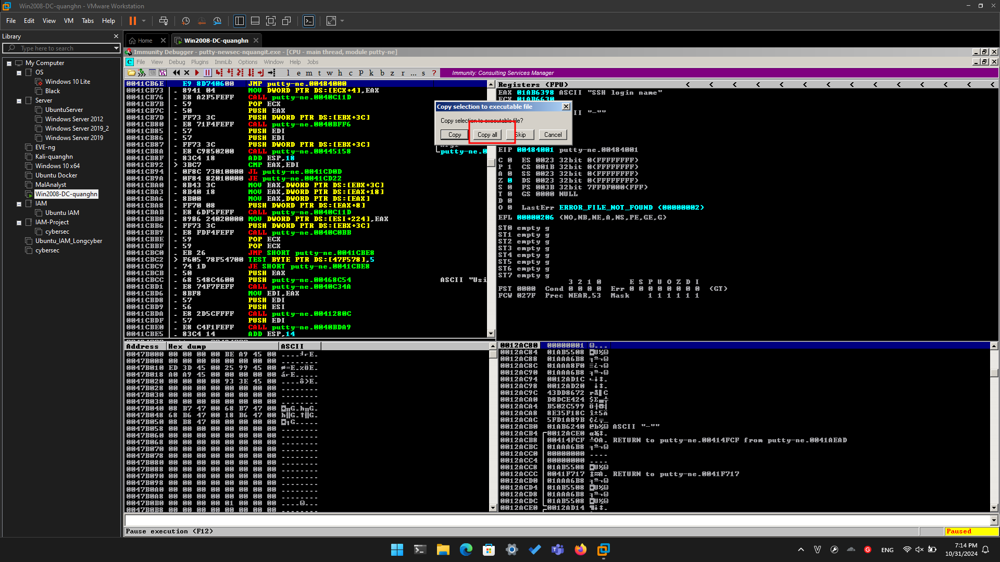 Win2008-DC-quanghn - VMware Workstation
File Edit View VM Tabs Help
Library
Type here to search
My Computer
OS
Windows 10 Lite
Black
Server
UbuntuServer
Windows Server 2012
Windows Server 2019_2
Windows Server 2019
EVE-ng
Kali-quanghn
Windows 10 x64
Ubuntu Docker
MalAnalyst
Win2008-DC-quanghn
IAM
Ubuntu IAM
IAM-Project
cybersec
Ubuntu_IAM_Longcyber
cybersec
Home
Win2008-DC-quanghn
Immunity Debugger - putty-newsec-nquangit.exe - [CPU - main thread, module putty-ne]
C File View Debug Plugins ImmLib Options Window Help Jobs
l e m t w h c P k b z r ... s ?
Immunity: Consulting Services Manager
0041CB6E E9 8D740600 JMP putty-ne.00484000
0041CB73 . 8941 04 MOV DWORD PTR DS:[ECX+4],EAX
0041CB76 . E8 A2F5FEFF CALL putty-ne.0040C11D
0041CB7B . 59 POP ECX
0041CB7C . 50 PUSH EAX
0041CB7D . FF73 3C PUSH DWORD PTR DS:[EBX+3C]
0041CB80 . E8 71F4FEFF CALL putty-ne.0040BFF6
0041CB85 . 57 PUSH EDI
0041CB86 . 57 PUSH EDI
0041CB87 . FF73 3C PUSH DWORD PTR DS:[EBX+3C]
0041CB8A . E8 C9850200 CALL putty-ne.00445158
putty-ne.0
0041CB8F . 83C4 18 ADD ESP,18
0041CB92 > 3BC7 CMP EAX,EDI
0041CB94 . 0F8C 73010000 JL putty-ne.0041CD0D
0041CB9A . 0F84 82010000 JE putty-ne.0041CD22
0041CBA0 . 8B43 3C MOV EAX,DWORD PTR DS:[EBX+3C]
0041CBA3 . 8B40 18 MOV EAX,DWORD PTR DS:[EAX+18]
0041CBA6 . 8B00 MOV EAX,DWORD PTR DS:[EAX]
0041CBA8 . FF70 08 PUSH DWORD PTR DS:[EAX+8]
0041CBAB . E8 6DF5FEFF CALL putty-ne.0040C11D
0041CBB0 . 8986 24020000 MOV DWORD PTR DS:[ESI+224],EAX
0041CBB6 . FF73 3C PUSH DWORD PTR DS:[EBX+3C]
0041CBB9 . E8 FDF4FEFF CALL putty-ne.0040C0BB
0041CBBE . 59 POP ECX
0041CBBF . 59 POP ECX
0041CBC0 . EB 26 JMP SHORT putty-ne.0041CBE8
0041CBC2 > F605 78F54700 TEST BYTE PTR DS:[47F578],5
0041CBC9 . 74 1D JE SHORT putty-ne.0041CBE8
0041CBCB . 50 PUSH EAX
0041CBCC . 68 548C4600 PUSH putty-ne.00468C54 ASCII "Usi
0041CBD1 . E8 74F7FEFF CALL putty-ne.0040C34A
0041CBD6 . 8BF8 MOV EDI,EAX
0041CBD8 . 57 PUSH EDI
0041CBD9 . 56 PUSH ESI
0041CBDA . E8 2D5CFFFF CALL putty-ne.0041280C
0041CBDF . 57 PUSH EDI
0041CBE0 . E8 C4F1FEFF CALL putty-ne.0040BDA9
0041CBE5 . 83C4 14 ADD ESP,14
Copy selection to executable file
Copy selection to executable file?
Copy Copy all Skip Cancel
Registers (FPU) < < < < < < < < < < < < < <
EAX 01AB6398 ASCII "SSH login name"
ECX 01AB6630
II "-""
EIP 00484001 putty-ne.00484001
C 0 ES 0023 32bit 0(FFFFFFFF)
P 1 CS 001B 32bit 0(FFFFFFFF)
A 0 SS 0023 32bit 0(FFFFFFFF)
Z 0 DS 0023 32bit 0(FFFFFFFF)
S 0 FS 003B 32bit 7FFDF000(FFF)
T 0 GS 0000 NULL
D 0
O 0 LastErr ERROR_FILE_NOT_FOUND (00000002)
EFL 00000206 (NO,NB,NE,A,NS,PE,GE,G)
ST0 empty g
ST1 empty g
ST2 empty g
ST3 empty g
ST4 empty g
ST5 empty g
ST6 empty g
ST7 empty g
3 2 1 0 E S P U O Z D I
FST 0000 Cond 0 0 0 0 Err 0 0 0 0 0 0 0 0 (GT)
FCW 027F Prec NEAR,53 Mask 1 1 1 1 1 1
Address Hex dump ASCII
0047B000 00 00 00 00 BE A9 45 00
0047B008 00 00 00 00 00 00 00 00 ........
0047B010 ED 3D 45 00 25 99 45 00
0047B018 A0 A9 45 00 00 00 00 00
0047B020 00 00 00 00 93 3E 45 00 ....ô>E.
0047B028 00 00 00 00 00 00 00 00 ........
0047B030 00 00 00 00 00 00 00 00 ........
0047B038 00 00 00 00 00 00 00 00 ........
0047B040 08 B7 47 00 68 B7 47 00
0047B048 68 B6 47 00 18 B6 47 00
0047B050 08 B8 47 00 00 00 00 00
0047B058 00 00 00 00 00 00 00 00 ........
0047B060 00 00 00 00 00 00 00 00 ........
0047B068 00 00 00 00 00 00 00 00 ........
0047B070 00 00 00 00 00 00 00 00 ........
0047B078 00 00 00 00 00 00 00 00 ........
0047B080 00 00 00 00 00 00 00 00 ........
0047B088 00 00 00 00 00 00 00 00 ........
0047B090 00 00 00 00 00 00 00 00 ........
0047B098 00 00 00 00 00 00 00 00 ........
0047B0A0 00 00 00 00 00 00 00 00 ........
0047B0A8 00 00 00 00 00 00 00 00 ........
0047B0B0 00 00 00 00 01 00 00 00
0047B0B8 00 00 00 00 00 00 00 00 ........
0012AC80 00000001
0012AC84 01AB5508
0012AC88 01AAA6B8
0012AC8C 01AAA8F0
0012AC90 01AAA6B8
0012AC94 0012AD1C
0012AC98 0012AD20
0012AC9C 43DD8672
0012ACA0 D8DCE424
0012ACA4 B502C599
0012ACA8 8E35F18C
0012ACAC 5FD1A89B
0012ACB0 01AB6240 ASCII "-""
0012ACB4 0012ACE0
0012ACB8 00414FCF RETURN to putty-ne.00414FCF from putty-ne.0041AEAD
0012ACBC 01AAA6B8
0012ACC0 00000000 ....
0012ACC4 00000000 ....
0012ACC8 01AB5508
0012ACCC 0041F717 RETURN to putty-ne.0041F717
0012ACD0 01AAA6B8
0012ACD4 01AB5508
0012ACD8 01AAA6B8
0012ACDC 01AB5508
0012ACE0 0012AD14
Pause execution (F12)
Paused
ENG
7:14 PM
10/31/2024